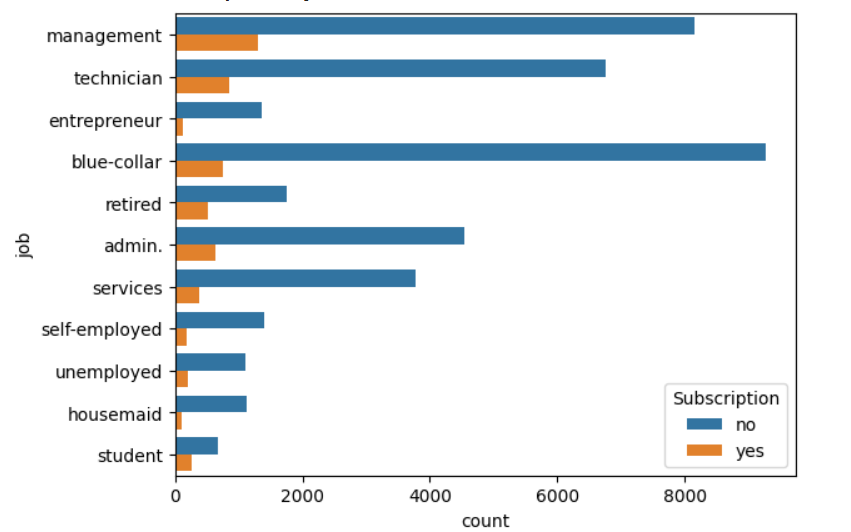 management
technician
entrepreneur
blue-collar
retired
admin.
services
self-employed
unemployed
housemaid
student
job
Subscription
no
yes
0 2000 4000 6000 8000
count